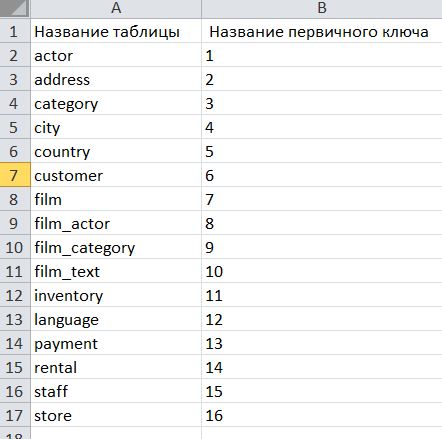 A B
1 Название таблицы Название первичного ключа
2 actor 1
3 address 2
4 category 3
5 city 4
6 country 5
7 customer 6
8 film 7
9 film_actor 8
10 film_category 9
11 film_text 10
12 inventory 11
13 language 12
14 payment 13
15 rental 14
16 staff 15
17 store 16
18